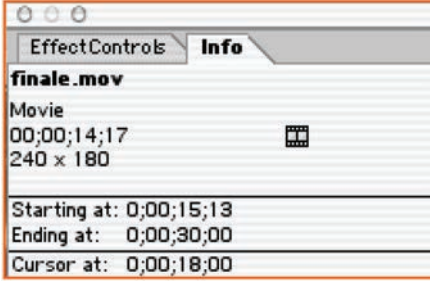 EffectControls Info
finale.mov
Movie
00;00;14;17
240 x 180
Starting at: 0;00;15;13
Ending at: 0;00;30;00
Cursor at: 0;00;18;00